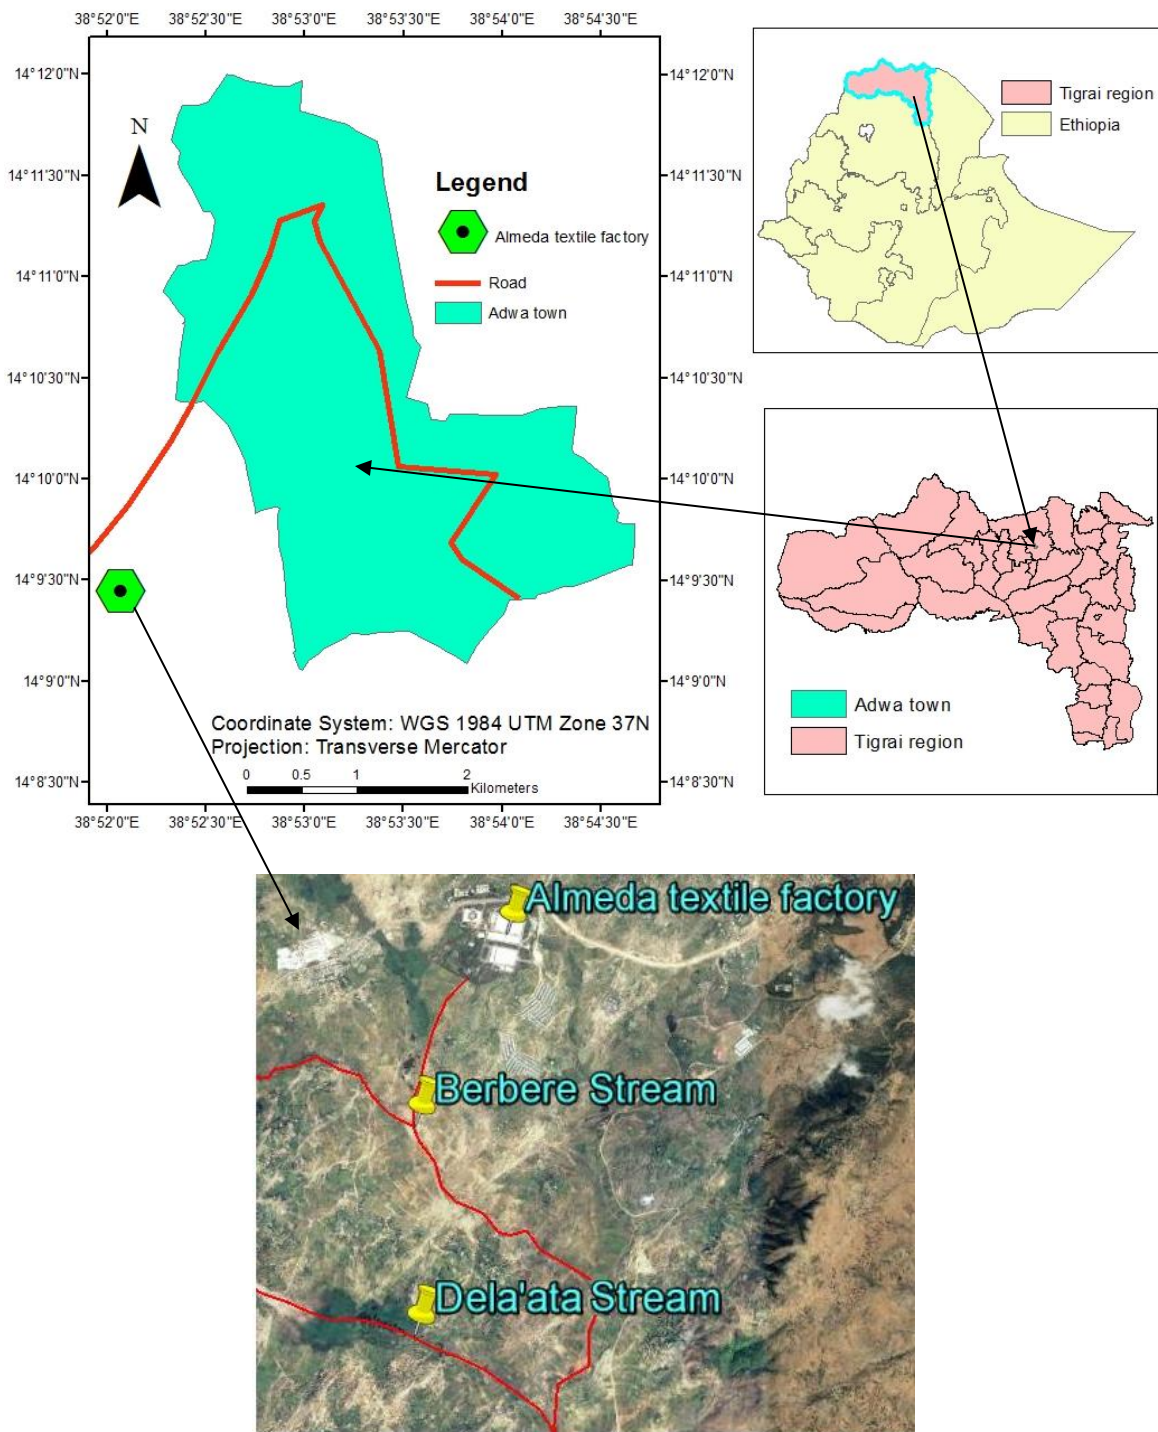 38°52'0"E 38°52'30"E 38°53'0"E 38°53'30"E 38°54'0"E 38°54'30"E
14°12'0"N
14°11'30"N
14°11'0"N
14°10'30"N
14°10'0"N
14°9'30"N
14°9'0"N
14°8'30"N
N
Legend
Almeda textile factory
Road
Adwa town
Coordinate System: WGS 1984 UTM Zone 37N
Projection: Transverse Mercator
0 0.5 1 2
Kilometers
14°12'0"N
14°11'30"N
14°11'0"N
14°10'30"N
14°10'0"N
14°9'30"N
14°9'0"N
14°8'30"N
38°52'0"E 38°52'30"E 38°53'0"E 38°53'30"E 38°54'0"E 38°54'30"E
Tigrai region
Ethiopia
Adwa town
Tigrai region
Almeda textile factory
Berbere Stream
Dela'ata Stream